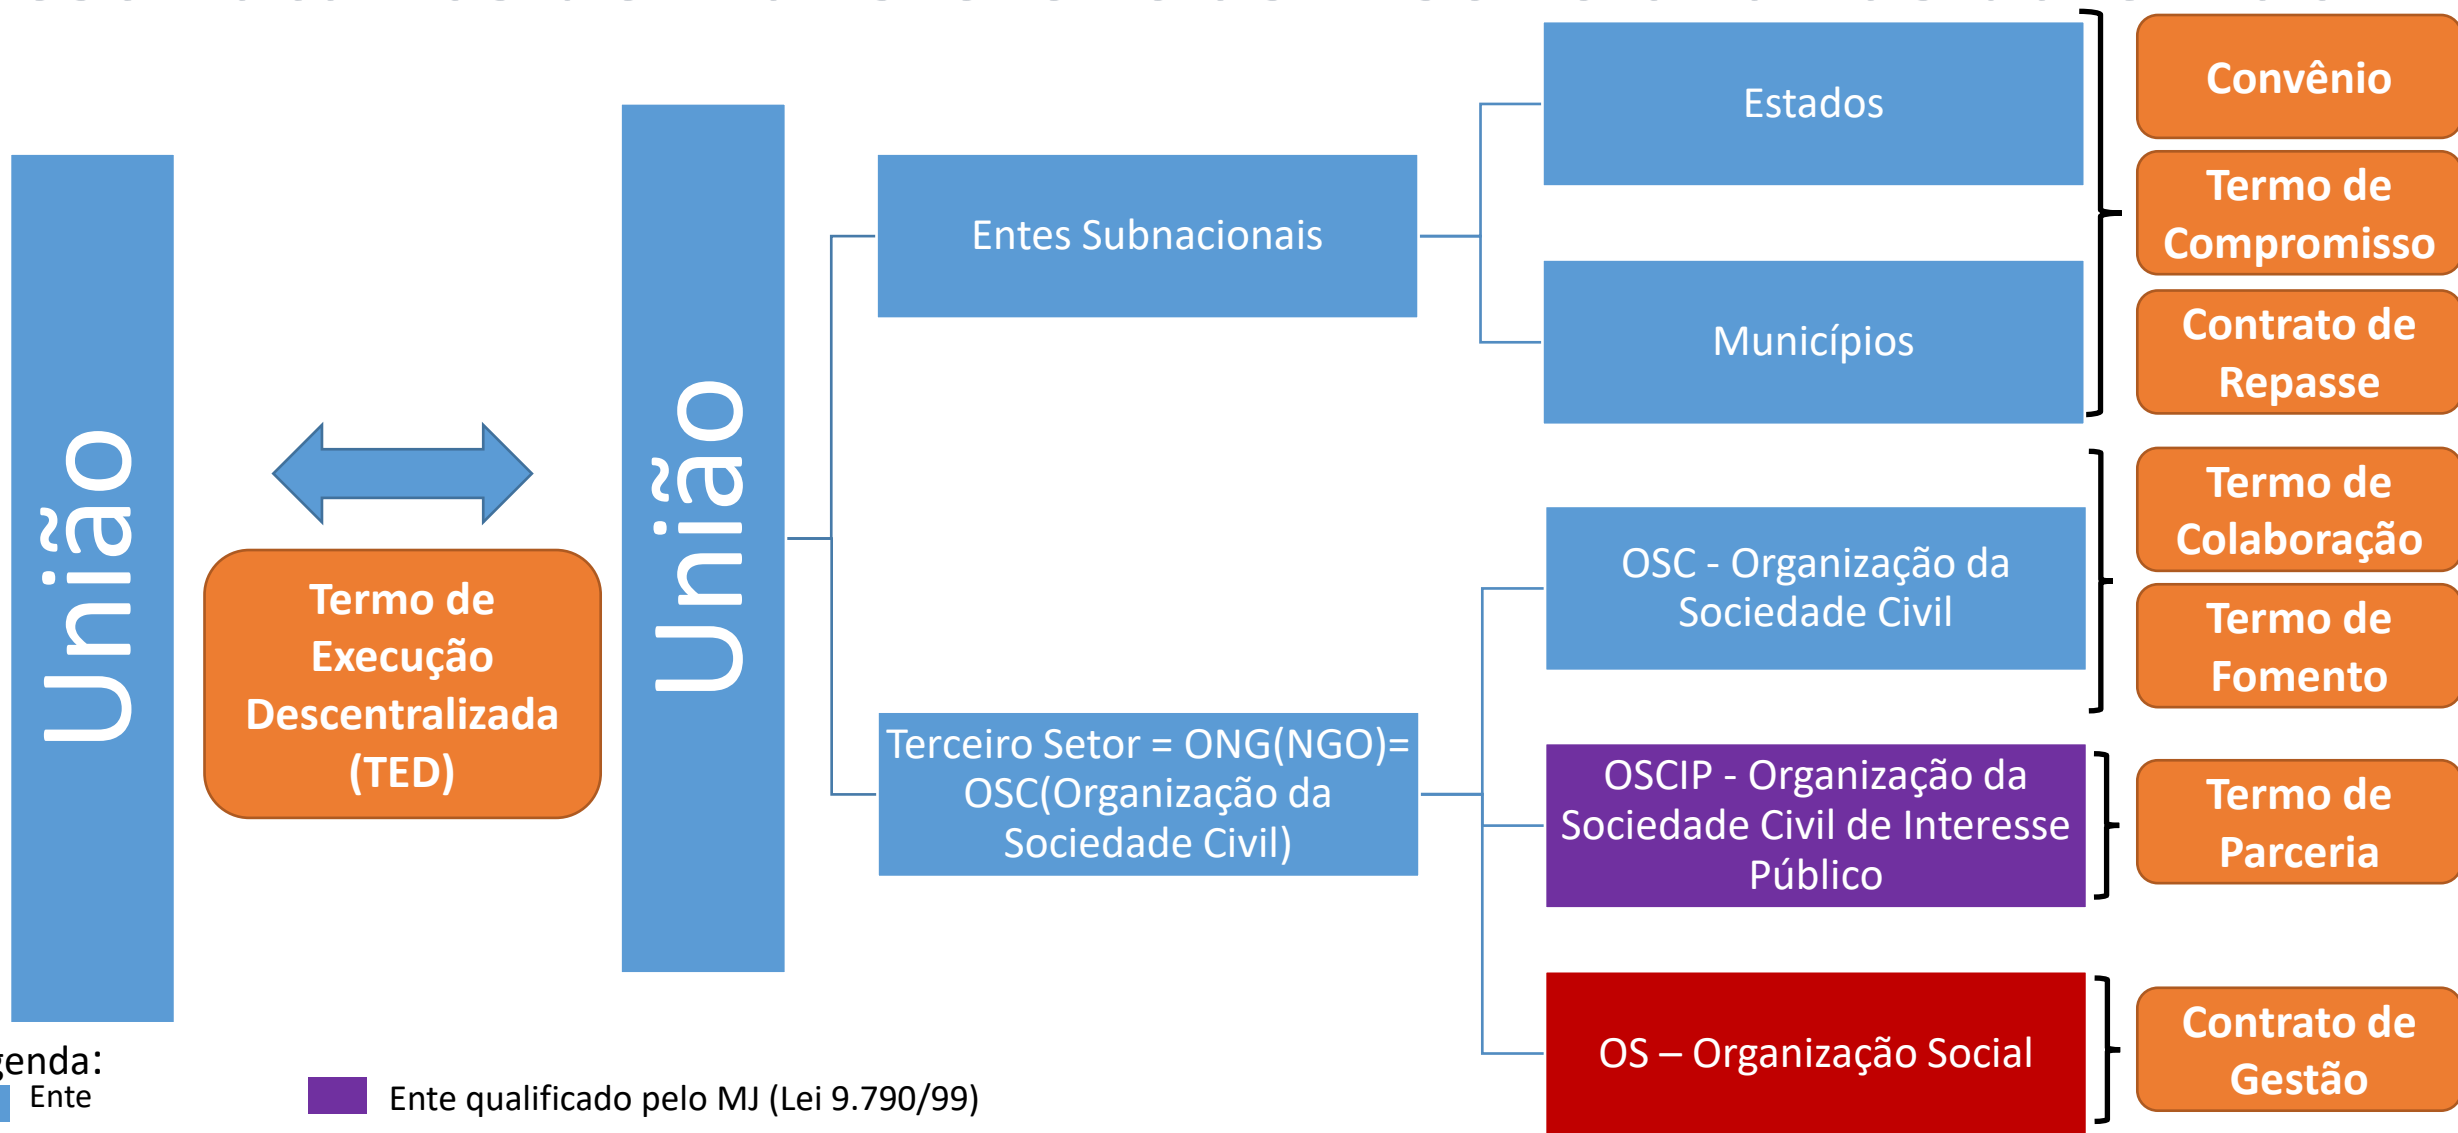 União
Termo de
Execução
Descentralizada
(TED)
União
Entes Subnacionais
Terceiro Setor = ONG(NGO)=
OSC(Organização da
Sociedade Civil)
Estados
Municípios
OSC - Organização da
Sociedade Civil
OSCIP - Organização da
Sociedade Civil de Interesse
Público
OS – Organização Social
Convênio
Termo de
Compromisso
Contrato de
Repasse
Termo de
Colaboração
Termo de
Fomento
Termo de
Parceria
Contrato de
Gestão
genda:
Ente
Ente qualificado pelo MJ (Lei 9.790/99)